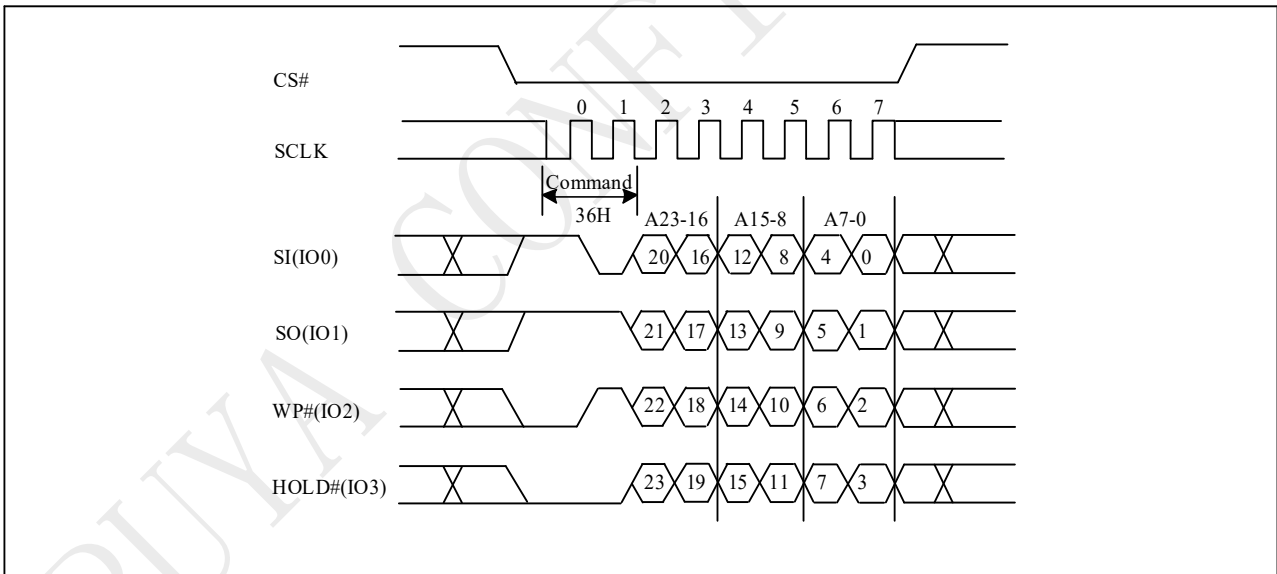 CS#
0 1 2 3 4 5 6 7
SCLK
Command
36H
A23-16 A15-8 A7-0
SI(IO0) 20 16 12 8 4 0
SO(IO1) 21 17 13 9 5 1
WP#(IO2) 22 18 14 10 6 2
HOLD#(IO3) 23 19 15 11 7 3
PUYA CONF